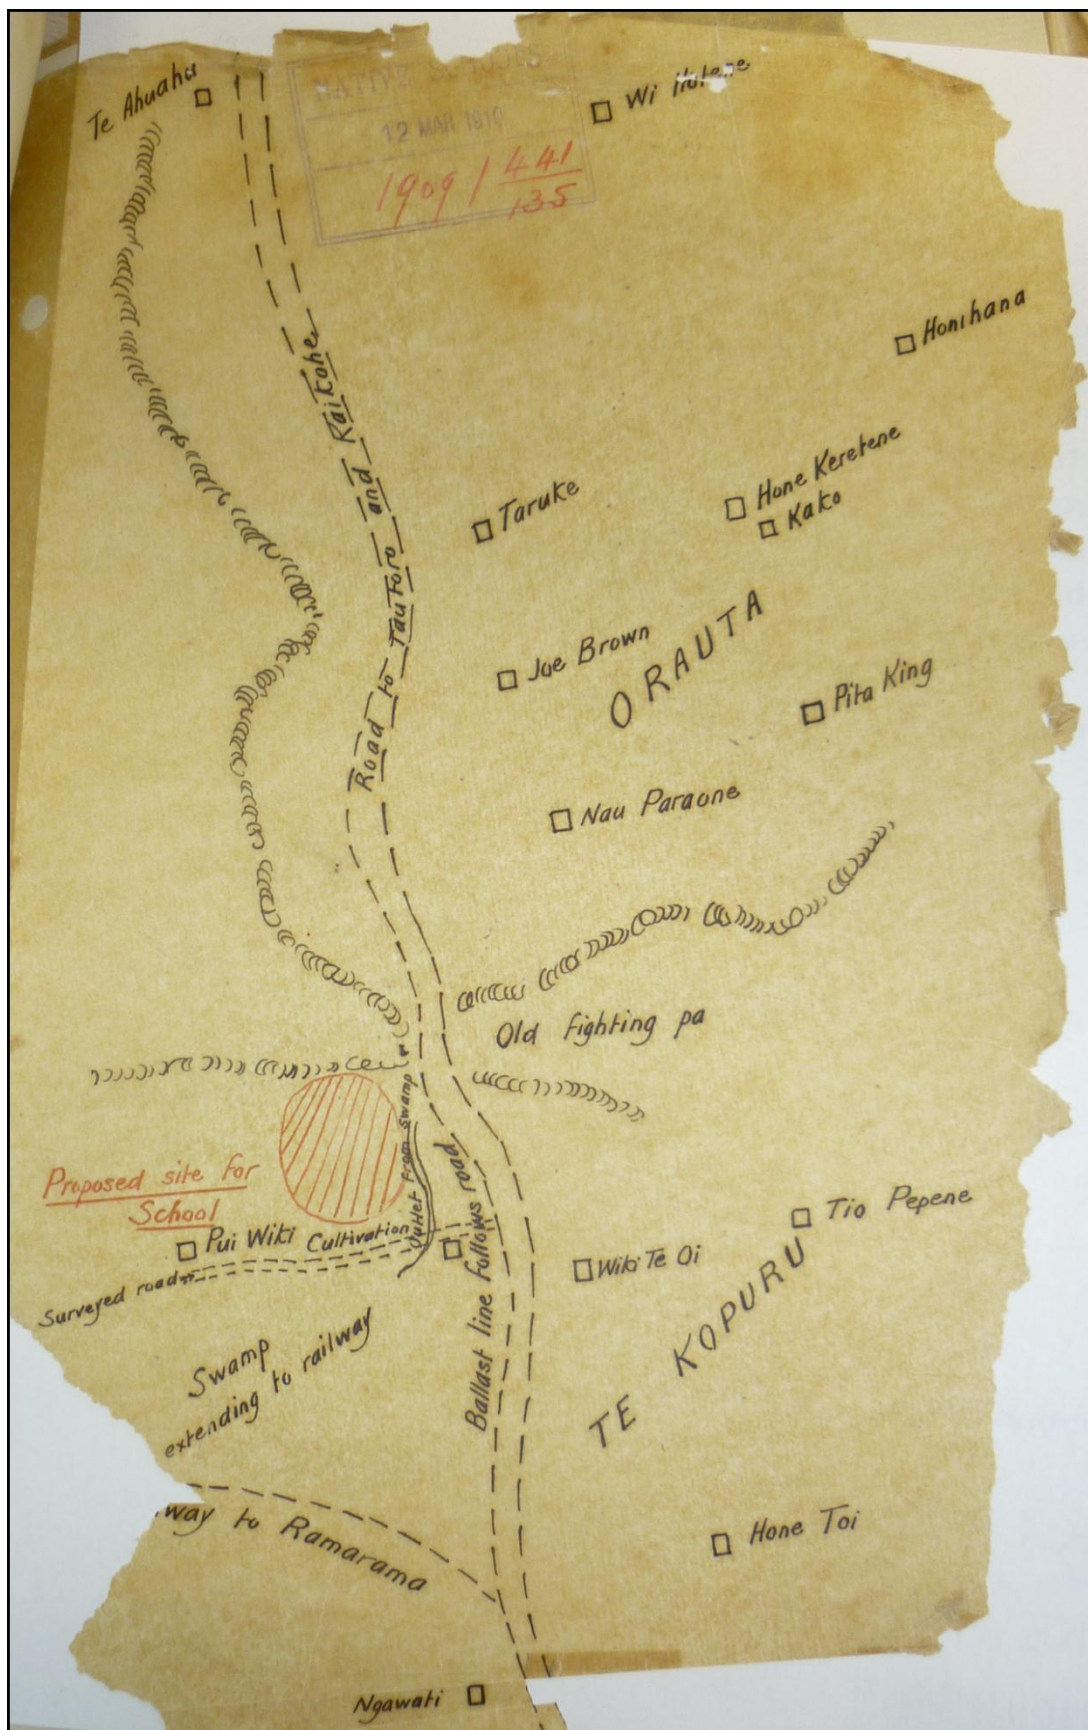 Te Ahuahu
NATIVE
12 MAR 1910
1909 / 441
135
Wi Hotene
Honihana
Road to Tautoro and Kaikohe
Hone Keretene
Kako
Taruke
Joe Brown
ORAUTA
Pita King
Nau Paraone
Old fighting pa
Outlet from swamp
Proposed site for
School
Pui Wiki Cultivation
Surveyed road
Ballast line follows road
Tio Pepene
Wiki Te Oi
TE KOPURU
Swamp
extending to railway
way to Ramarama
Hone Toi
Ngawati